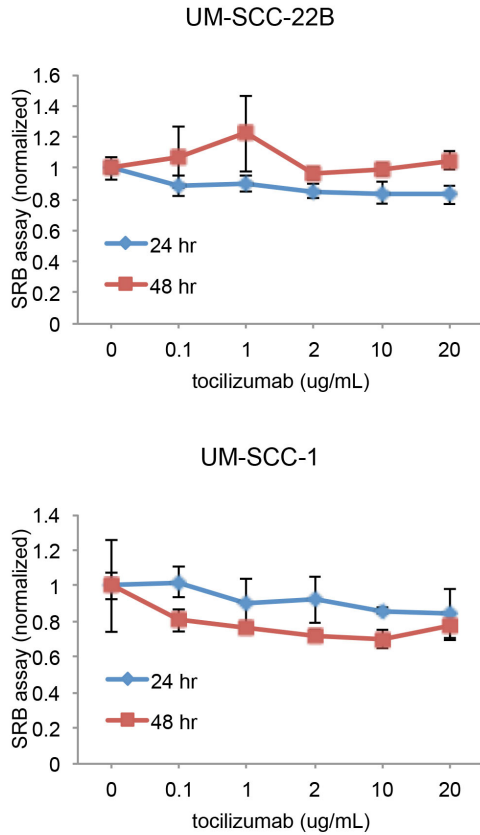 UM-SCC-22B
SRB assay (normalized)
1.6
1.4
1.2
1
0.8
0.6
0.4
0.2
0
24 hr
48 hr
0 0.1 1 2 10 20
tocilizumab (ug/mL)
UM-SCC-1
SRB assay (normalized)
1.4
1.2
1
0.8
0.6
0.4
0.2
0
24 hr
48 hr
0 0.1 1 2 10 20
tocilizumab (ug/mL)